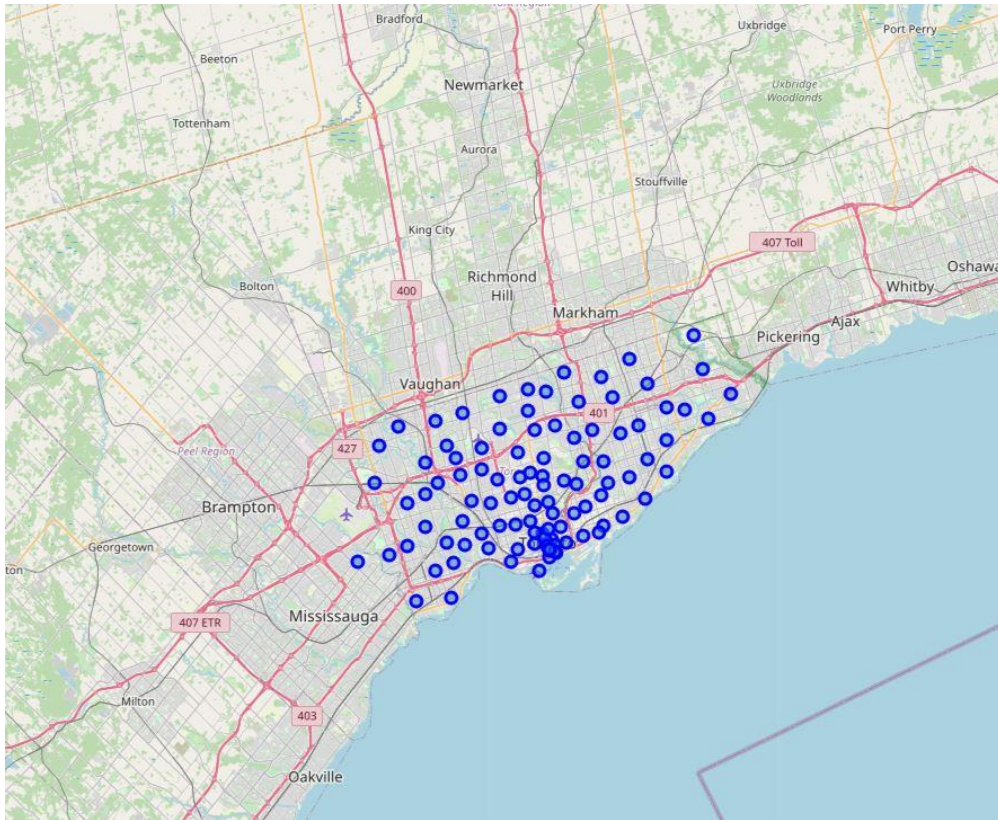 Bradford
Uxbridge
Port Perry
Beeton
Newmarket
Uxbridge
Woodlands
Tottenham
Aurora
Stouffville
King City
407 Toll
Richmond
Hill
Oshawa
Bolton
400
Whitby
Markham
Ajax
Pickering
Vaughan
401
427
Peel Region
Brampton
Georgetown
Mississauga
407 ETR
Milton
403
Oakville